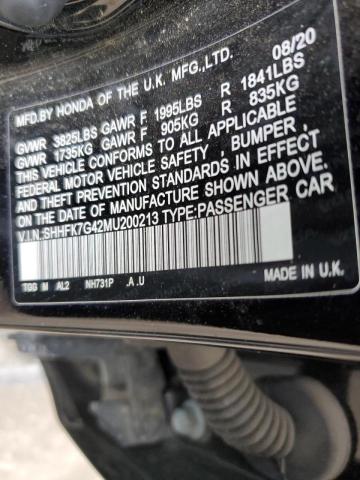 MFD.BY HONDA OF THE U.K. MFG.,LTD. 08/20
GVWR 3825LBS GAWR F 1995LBS R 1841LBS
GVWR 1735KG GAWR F 905KG R 835KG
THIS VEHICLE CONFORMS TO ALL APPLICABLE
FEDERAL MOTOR VEHICLE SAFETY, BUMPER,
AND THEFT PREVENTION STANDARDS IN EFFECT
ON THE DATE OF MANUFACTURE SHOWN ABOVE.
V.I.N.:SHHFK7G42MU200213 TYPE:PASSENGER CAR
TGG M AL2 NH731P .A .U MADE IN U.K.